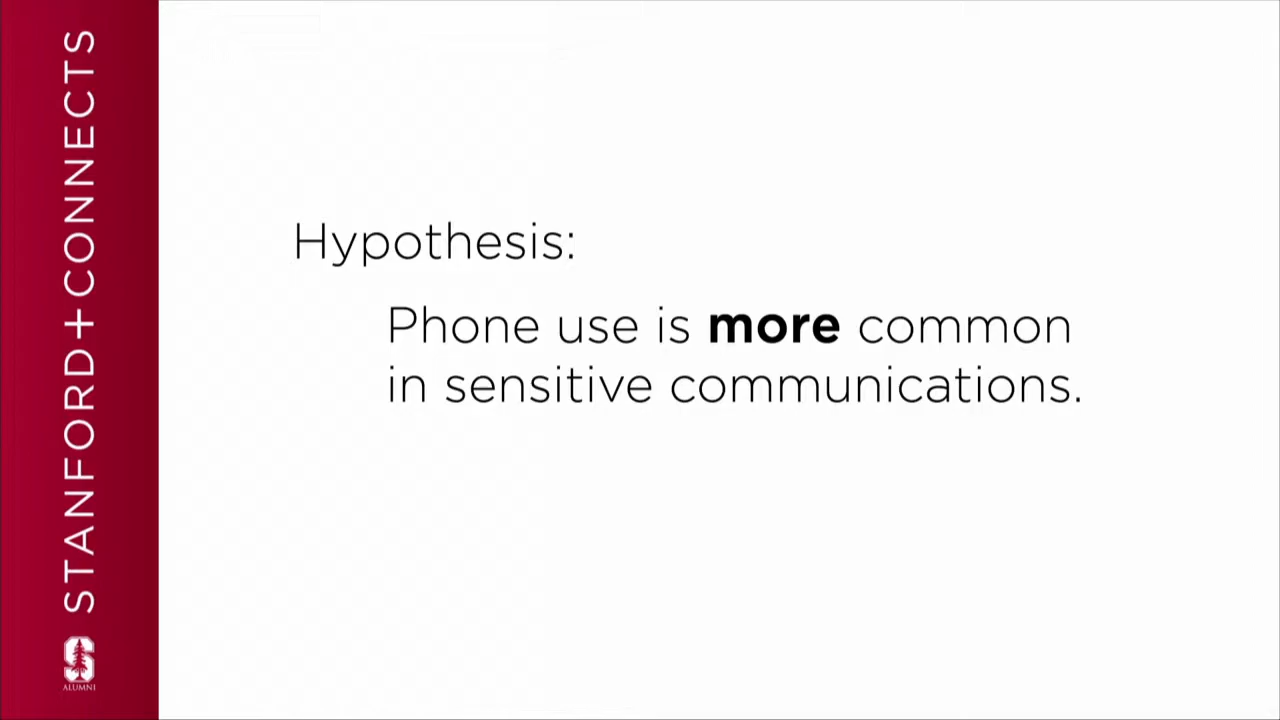 STANFORD+CONNECTS
S
ALUMNI
Hypothesis:
Phone use is more common
in sensitive communications.